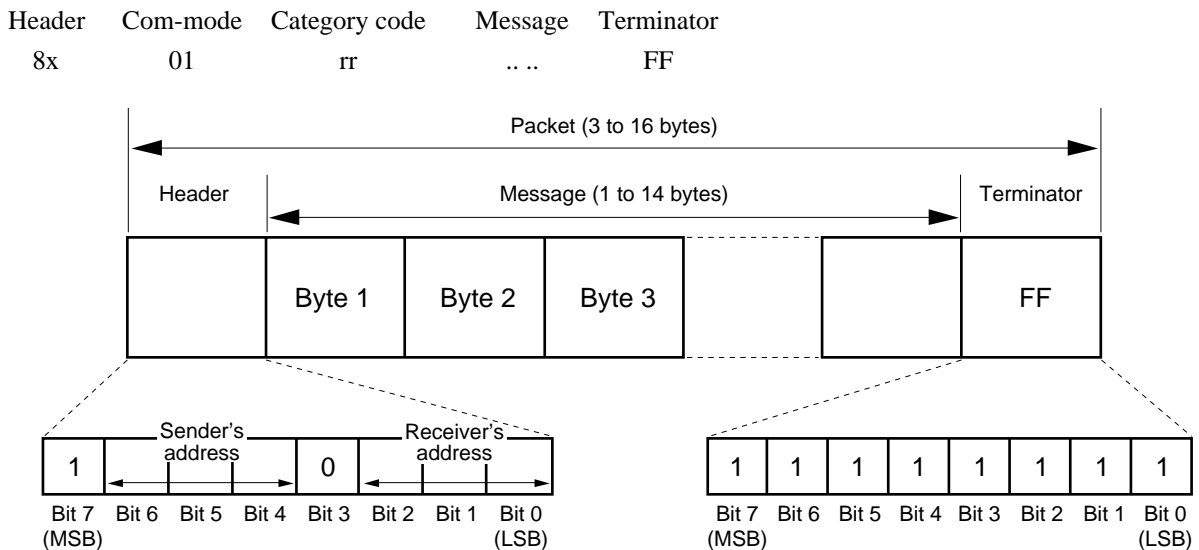 Header Com-mode Category code Message Terminator
8x 01 rr .. .. FF
Packet (3 to 16 bytes)
Header Message (1 to 14 bytes) Terminator
Byte 1 Byte 2 Byte 3 FF
Sender's address Receiver's address
1 0 1 1 1 1 1 1 1 1
Bit 7 Bit 6 Bit 5 Bit 4 Bit 3 Bit 2 Bit 1 Bit 0 Bit 7 Bit 6 Bit 5 Bit 4 Bit 3 Bit 2 Bit 1 Bit 0
(MSB) (LSB) (MSB) (LSB)